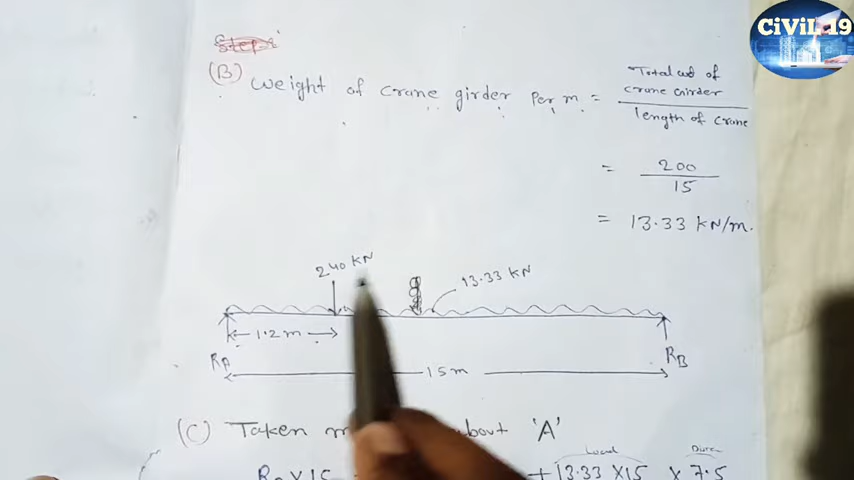 CiViL 19
(B) Weight of crane girder Per m = Total wt of crane Girder
length of crane
= 200
15
= 13.33 KN/m.
240 KN
13.33 KN
1.2 m
RA
RB
15 m
(C) Taken about 'A'
Load
Dist
+ 13.33 X 15 X 7.5